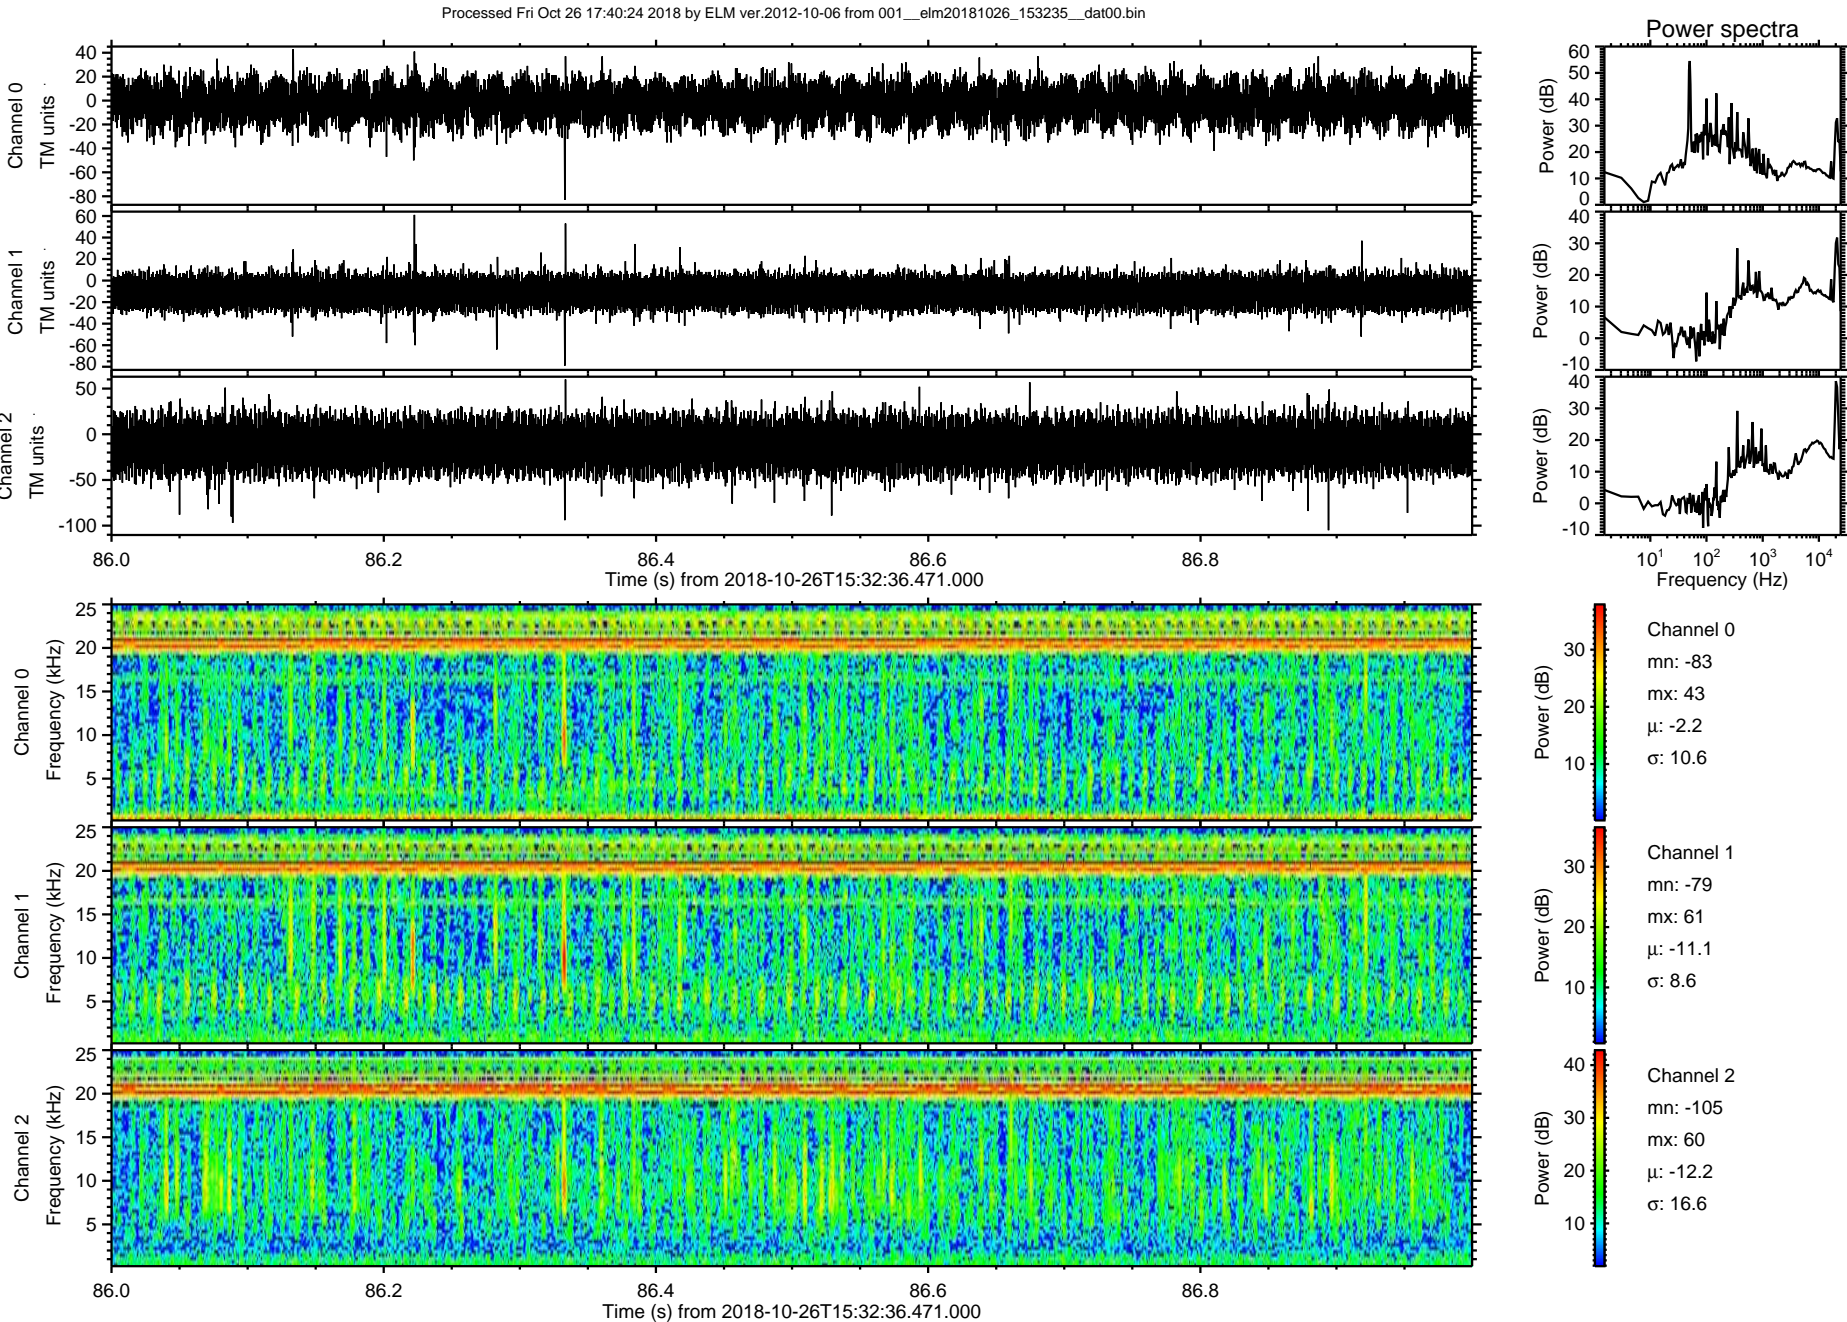 Processed Fri Oct 26 17:40:24 2018 by ELM ver.2012-10-06 from 001__elm20181026_153235__dat00.bin
Power spectra
Channel 0
TM units
40
20
0
-20
-40
-60
-80
Power (dB)
60
50
40
30
20
10
0
Channel 1
TM units
60
40
20
0
-20
-40
-60
-80
Power (dB)
40
30
20
10
0
-10
Channel 2
TM units
50
0
-50
-100
Power (dB)
40
30
20
10
0
-10
86.0 86.2 86.4 86.6 86.8
Time (s) from 2018-10-26T15:32:36.471.000
10^1 10^2 10^3 10^4
Frequency (Hz)
Channel 0
Frequency (kHz)
25
20
15
10
5
Power (dB)
30
20
10
Channel 0
mn: -83
mx: 43
μ: -2.2
σ: 10.6
Channel 1
Frequency (kHz)
25
20
15
10
5
Power (dB)
30
20
10
Channel 1
mn: -79
mx: 61
μ: -11.1
σ: 8.6
Channel 2
Frequency (kHz)
25
20
15
10
5
Power (dB)
40
30
20
10
Channel 2
mn: -105
mx: 60
μ: -12.2
σ: 16.6
86.0 86.2 86.4 86.6 86.8
Time (s) from 2018-10-26T15:32:36.471.000